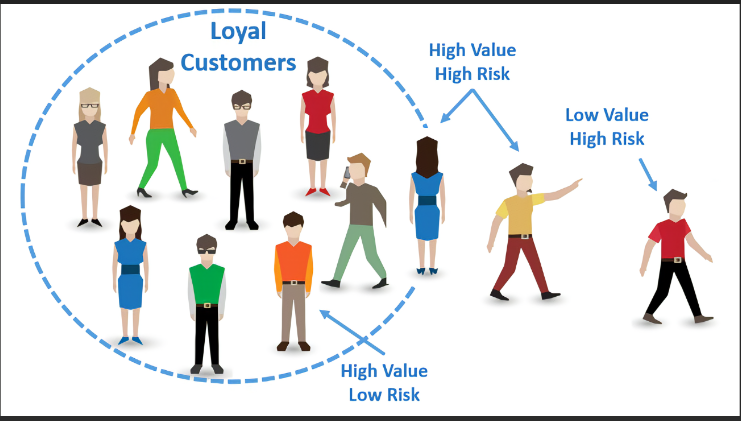 Loyal
Customers
High Value
High Risk
Low Value
High Risk
High Value
Low Risk